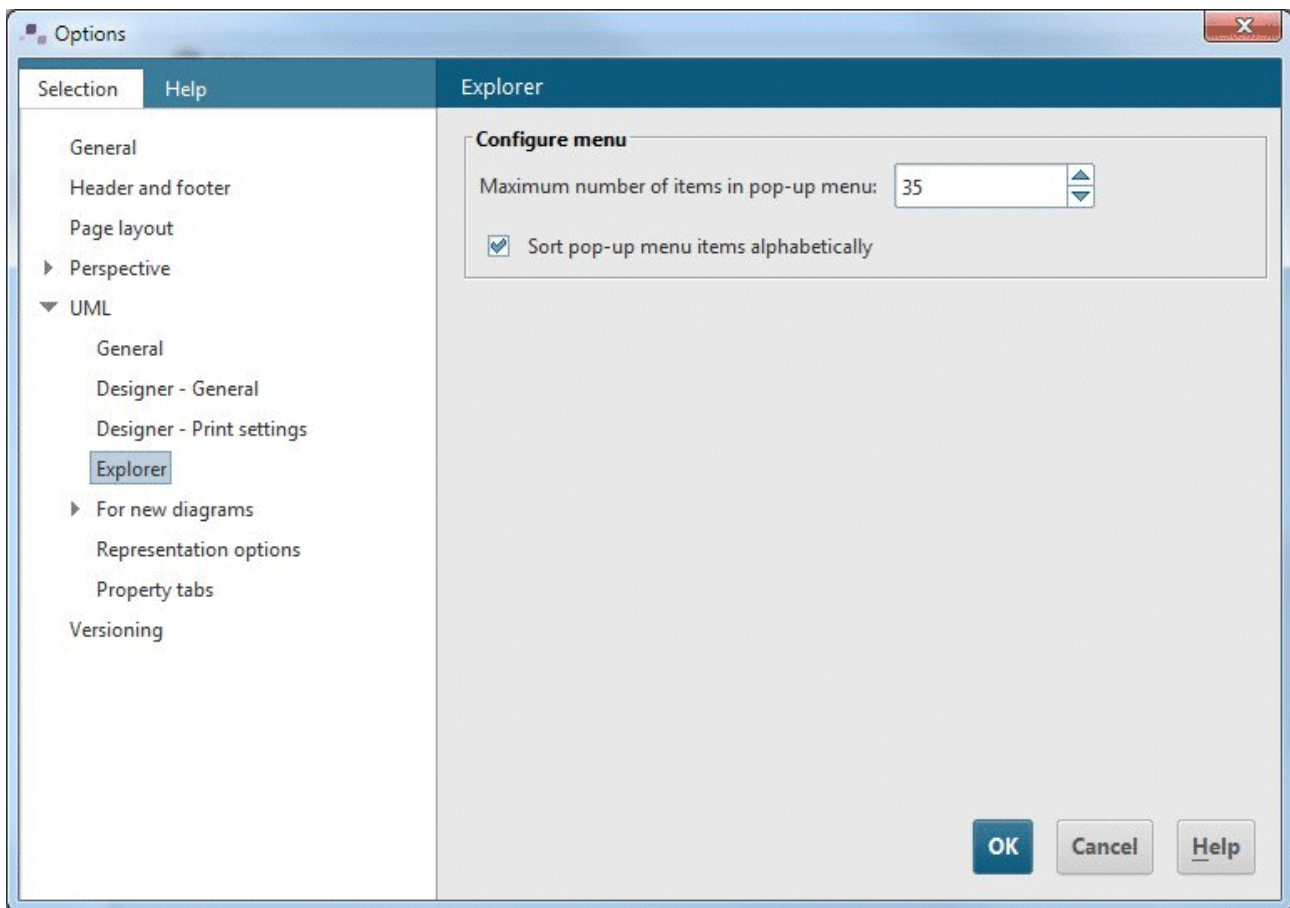 Options
Selection
Help
General
Header and footer
Page layout
Perspective
UML
General
Designer - General
Designer - Print settings
Explorer
For new diagrams
Representation options
Property tabs
Versioning
Explorer
Configure menu
Maximum number of items in pop-up menu: 35
Sort pop-up menu items alphabetically
OK
Cancel
Help